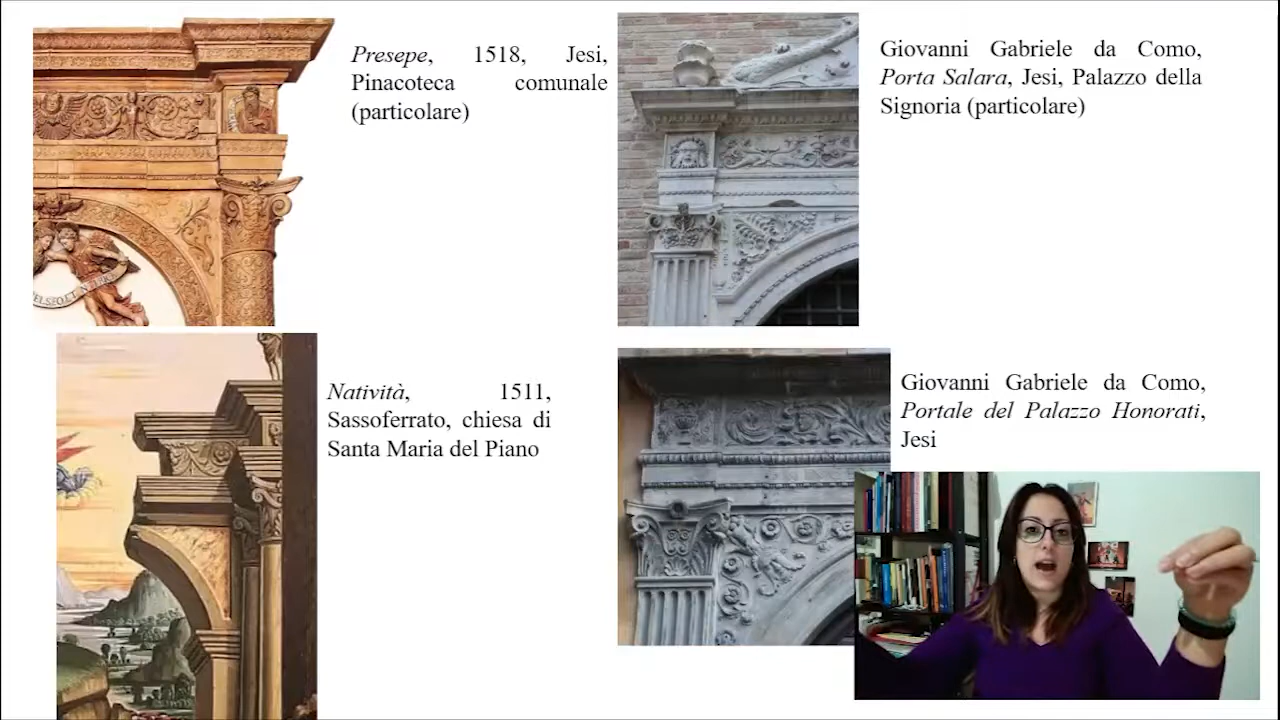 Presepe, 1518, Jesi,
Pinacoteca comunale
(particolare)
Giovanni Gabriele da Como,
Porta Salara, Jesi, Palazzo della
Signoria (particolare)
Natività, 1511,
Sassoferrato, chiesa di
Santa Maria del Piano
Giovanni Gabriele da Como,
Portale del Palazzo Honorati,
Jesi